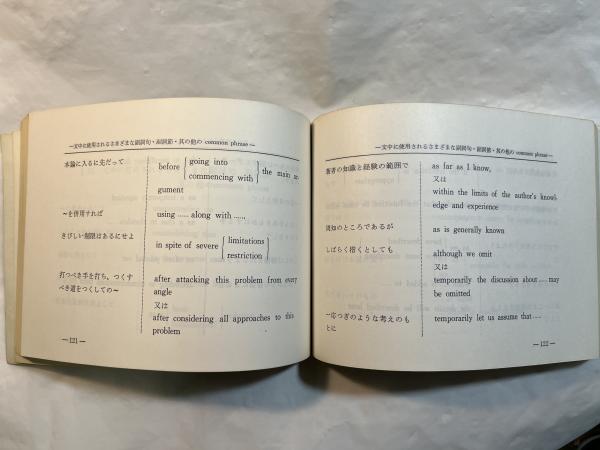 —文中に使用されるさまざまな副詞句・副詞節・其の他の common phrase—
本論に入るに先だって
before { going into / commencing with } the main ar-
gument
〜を併用すれば
using ..... along with .....
きびしい制限はあるにせよ
in spite of severe { limitations / restriction }
打つべき手を打ち、つくす
べき道をつくしての〜
after attacking this problem from every
angle
又は
after considering all approaches to this
problem
— 121 —
—文中に使用されるさまざまな副詞句・副詞節・其の他の common phrase—
著者の知識と経験の範囲で
as far as I know,
又は
within the limits of the author's knowl-
edge and experience
周知のところであるが
as is generally known
しばらく措くとしても
although we omit
又は
temporarily the discussion about ..... may
be omitted
一応つぎのような考えのも
とに
temporarily let us assume that .....
— 122 —